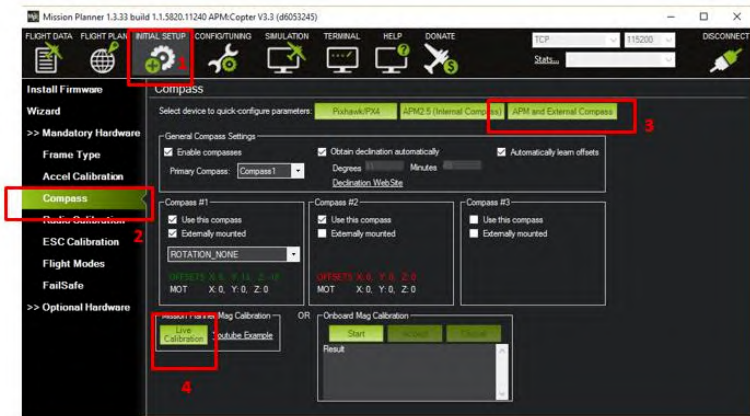 Mission Planner 1.3.33 build 1.1.5820.11240 APM:Copter V3.3 (d6053245)
FLIGHT DATA FLIGHT PLAN INITIAL SETUP CONFIG/TUNING SIMULATION TERMINAL HELP DONATE
TCP 115200 DISCONNECT
Stats...
1
Install Firmware
Wizard
>> Mandatory Hardware
Frame Type
Accel Calibration
Compass
Radio Calibration
ESC Calibration
Flight Modes
FailSafe
>> Optional Hardware
2
Compass
Select device to quick-configure parameters: Pixhawk/PX4 APM2.5 (Internal Compass) APM and External Compass
3
General Compass Settings
Enable compasses Obtain declination automatically Automatically learn offsets
Primary Compass: Compass1 Degrees Minutes
Declination WebSite
Compass #1 Compass #2 Compass #3
Use this compass Use this compass Use this compass
Externally mounted Externally mounted Externally mounted
ROTATION_NONE
OFFSETS X: 0, Y: 0, Z: 0
MOT X: 0, Y: 0, Z: 0 MOT X: 0, Y: 0, Z: 0
Mission Planner Mag Calibration OR Onboard Mag Calibration
Live Calibration Youtube Example Start
Result
4